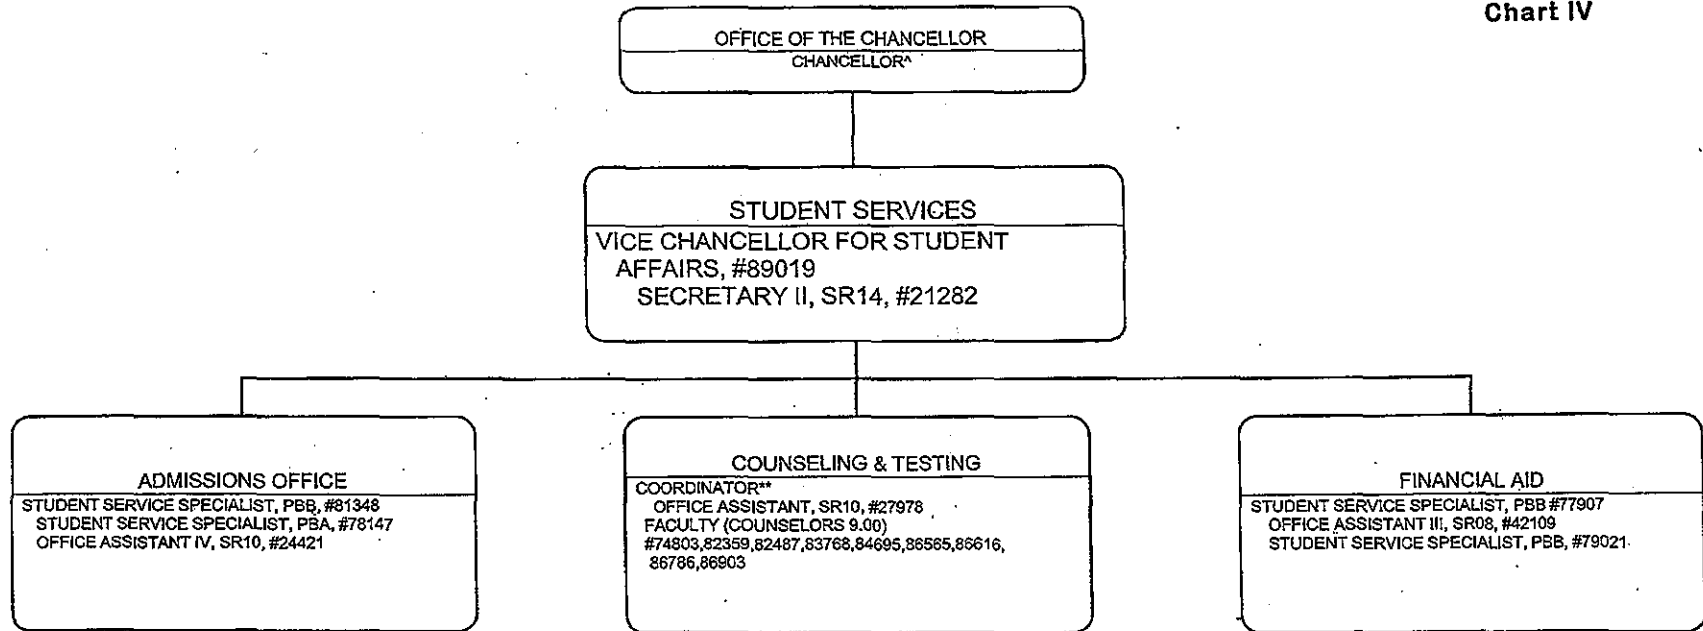 Chart IV
OFFICE OF THE CHANCELLOR
CHANCELLOR^
STUDENT SERVICES
VICE CHANCELLOR FOR STUDENT
AFFAIRS, #89019
SECRETARY II, SR14, #21282
ADMISSIONS OFFICE
STUDENT SERVICE SPECIALIST, PBB, #81348
STUDENT SERVICE SPECIALIST, PBA, #78147
OFFICE ASSISTANT IV, SR10, #24421
COUNSELING & TESTING
COORDINATOR**
OFFICE ASSISTANT, SR10, #27978
FACULTY (COUNSELORS 9.00)
#74803,82359,82487,83768,84695,86565,86616,
86786,86903
FINANCIAL AID
STUDENT SERVICE SPECIALIST, PBB #77907
OFFICE ASSISTANT III, SR08, #42109
STUDENT SERVICE SPECIALIST, PBB, #79021